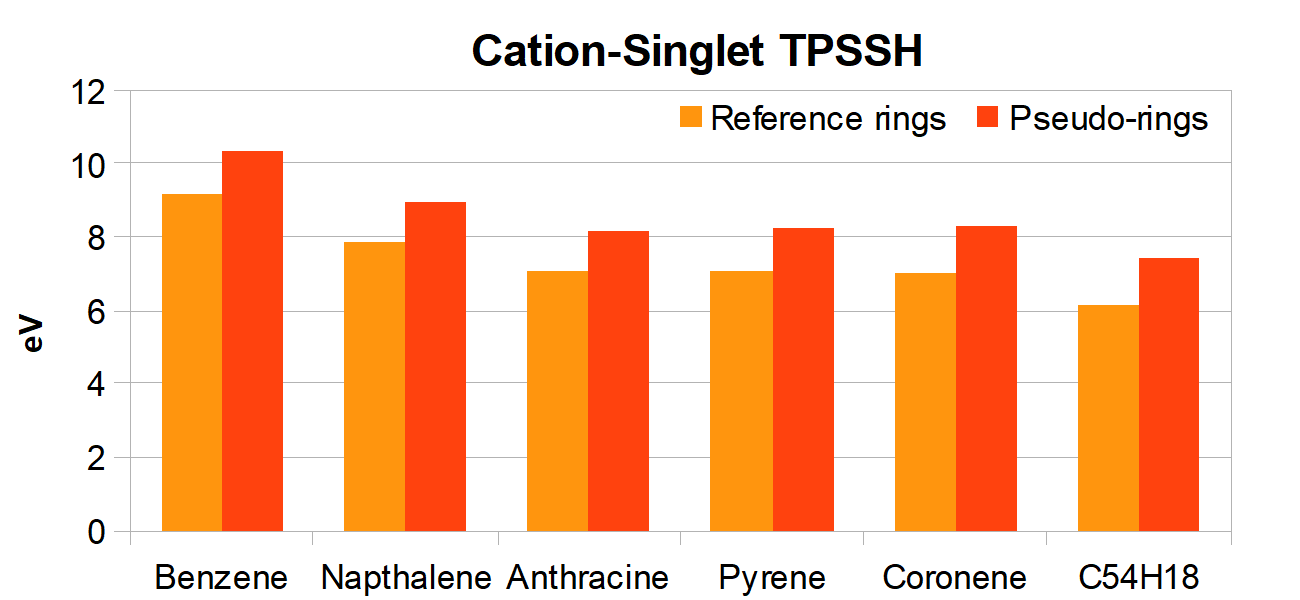 Cation-Singlet TPSSH
Reference rings
Pseudo-rings
12
10
8
6
4
2
0
eV
Benzene
Napthalene
Anthracine
Pyrene
Coronene
C54H18